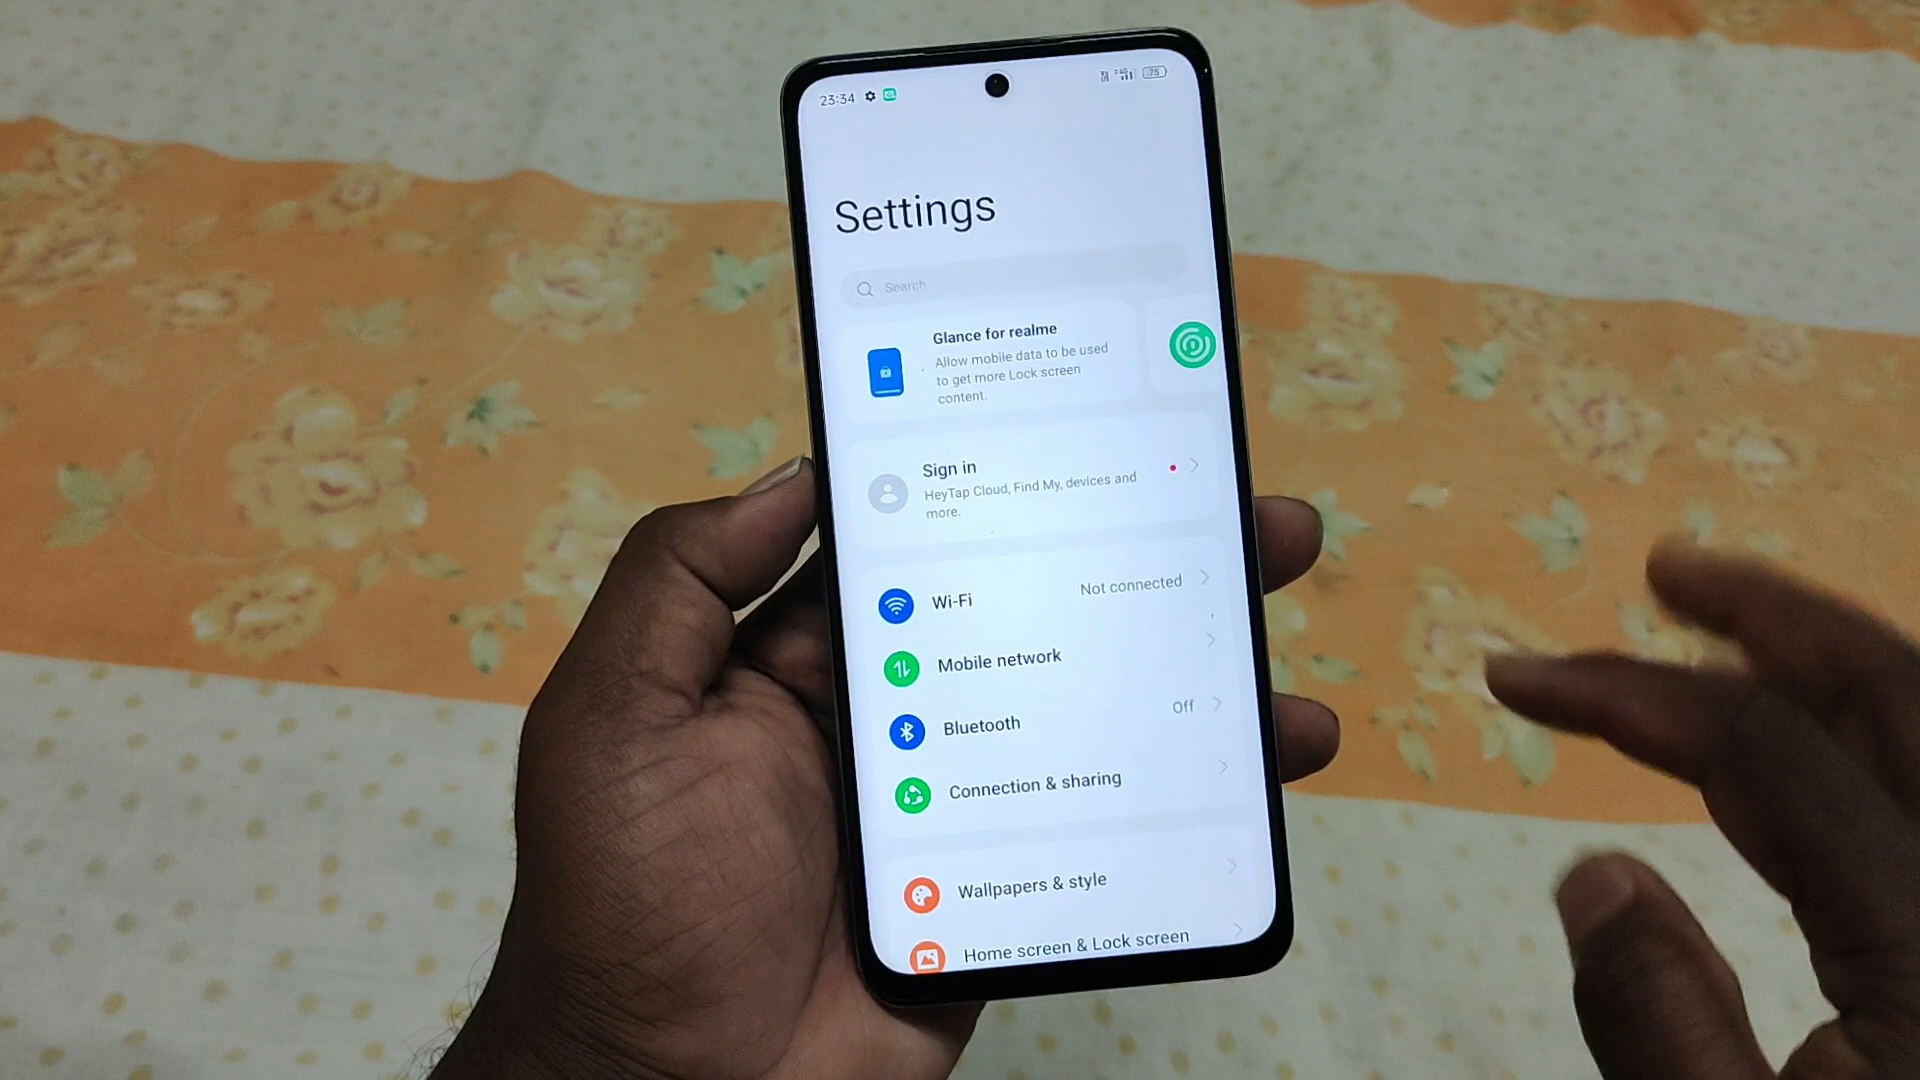 23:34
75
Settings
Search
Glance for realme
Allow mobile data to be used
to get more Lock screen
content.
Sign in
HeyTap Cloud, Find My, devices and
more.
Wi-Fi
Not connected
Mobile network
Bluetooth
Off
Connection & sharing
Wallpapers & style
Home screen & Lock screen